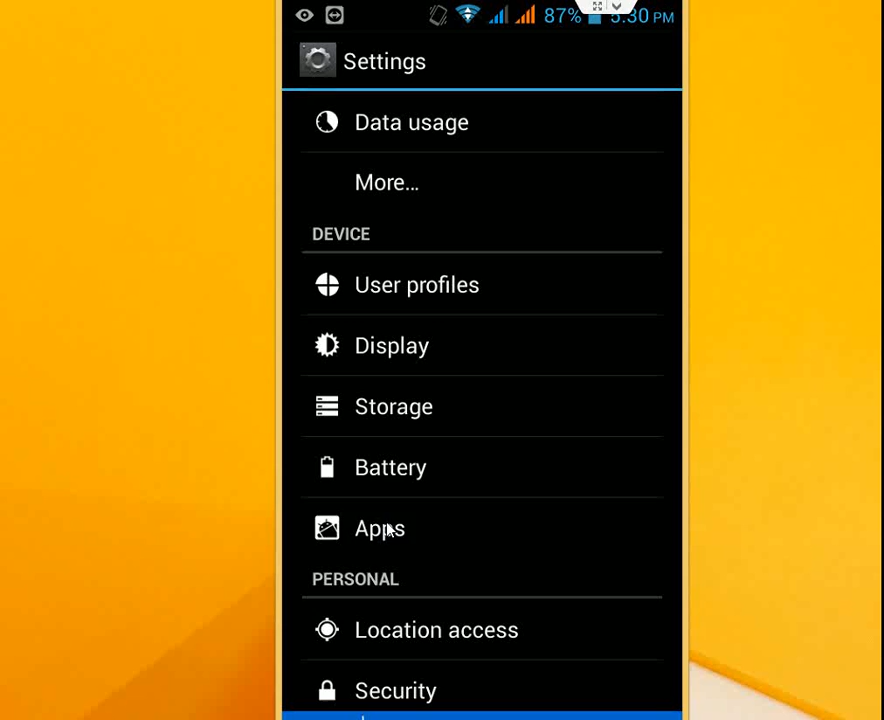 87% 5:30 PM
Settings
Data usage
More...
DEVICE
User profiles
Display
Storage
Battery
Apps
PERSONAL
Location access
Security